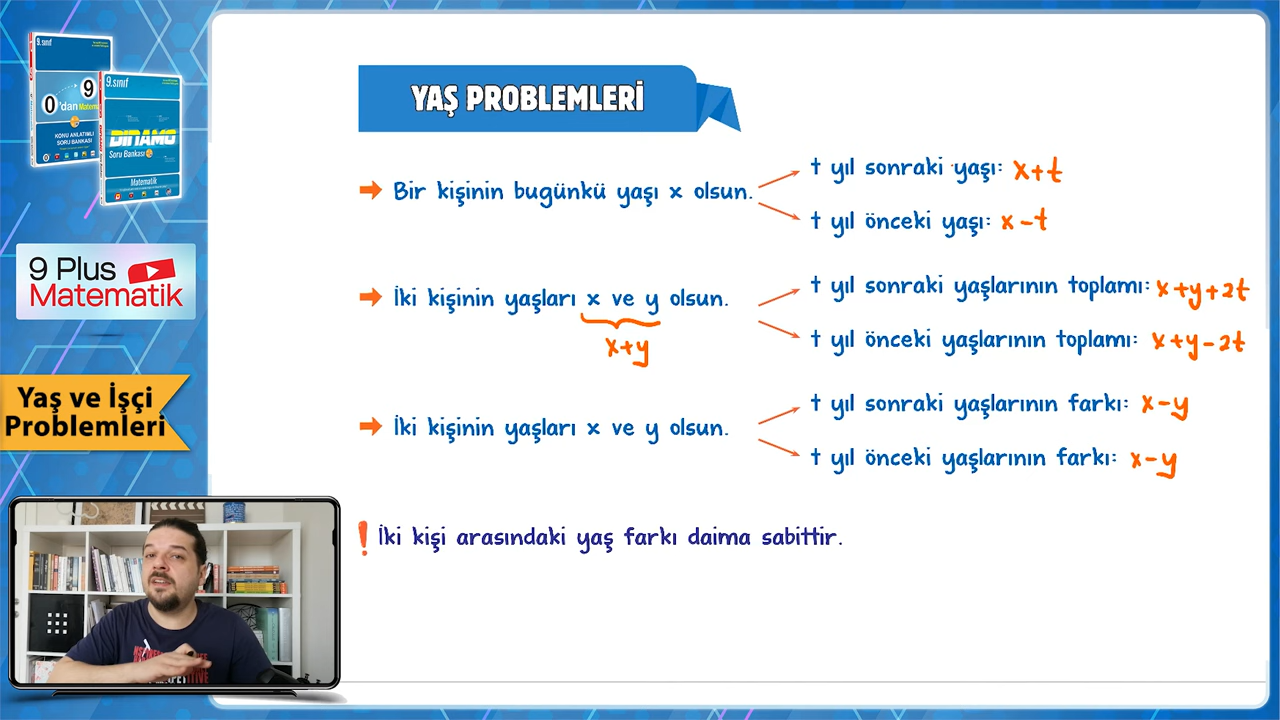 9.sınıf
0'dan 9
Matematik
KONU ANLATIMLI
SORU BANKASI
9.sınıf
DİNAMO
Soru Bankası
Matematik
9 Plus
Matematik
Yaş ve İşçi
Problemleri
YAŞ PROBLEMLERİ
Bir kişinin bugünkü yaşı x olsun.
t yıl sonraki yaşı: x+t
t yıl önceki yaşı: x-t
İki kişinin yaşları x ve y olsun.
x+y
t yıl sonraki yaşlarının toplamı: x+y+2t
t yıl önceki yaşlarının toplamı: x+y-2t
İki kişinin yaşları x ve y olsun.
t yıl sonraki yaşlarının farkı: x-y
t yıl önceki yaşlarının farkı: x-y
! İki kişi arasındaki yaş farkı daima sabittir.